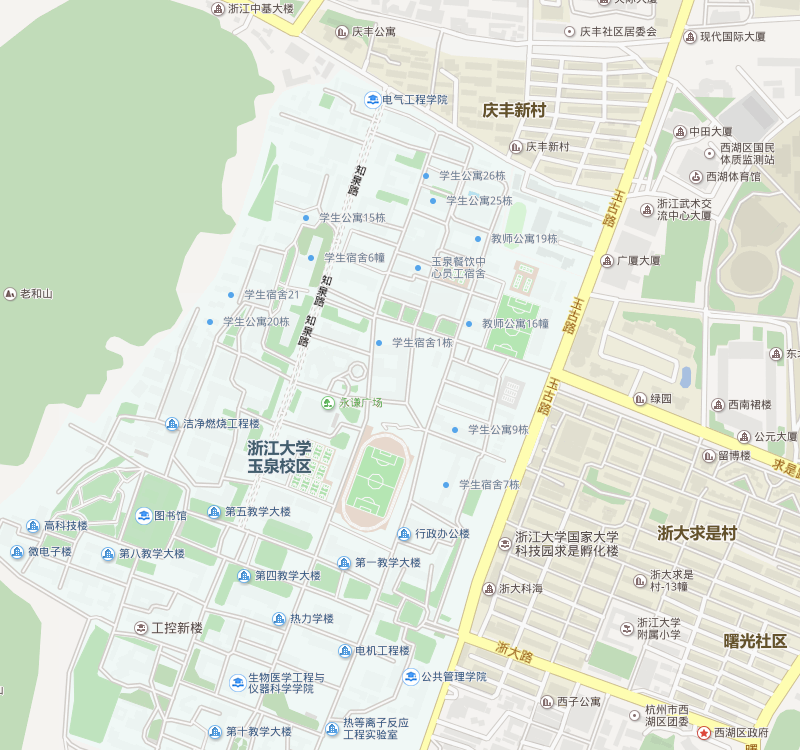 浙江中基大楼
庆丰公寓
庆丰社区居委会
现代国际大厦
电气工程学院
庆丰新村
庆丰新村
中田大厦
西湖区国民
体质监测站
西湖体育馆
知泉路
学生公寓26栋
学生公寓25栋
玉古路
浙江武术交
流中心大厦
学生公寓15栋
教师公寓19栋
学生宿舍6幢
玉泉餐饮中
心员工宿舍
广厦大厦
老和山
学生宿舍21
知泉路
学生公寓20栋
知泉路
教师公寓16幢
玉古路
学生宿舍1栋
玉古路
永谦广场
绿园
西南裙楼
洁净燃烧工程楼
学生公寓9栋
公元大厦
浙江大学
玉泉校区
留博楼
求是路
学生宿舍7栋
图书馆
第五教学大楼
高科技楼
行政办公楼
浙江大学国家大学
科技园求是孵化楼
浙大求是村
微电子楼
第八教学大楼
第一教学大楼
第四教学大楼
浙大科海
浙大求是
村-13幢
热力学楼
工控新楼
浙江大学
附属小学
曙光社区
电机工程楼
浙大路
生物医学工程与
仪器科学学院
公共管理学院
西子公寓
杭州市西
湖区团委
第十教学大楼
热等离子反应
工程实验室
西湖区政府
曙